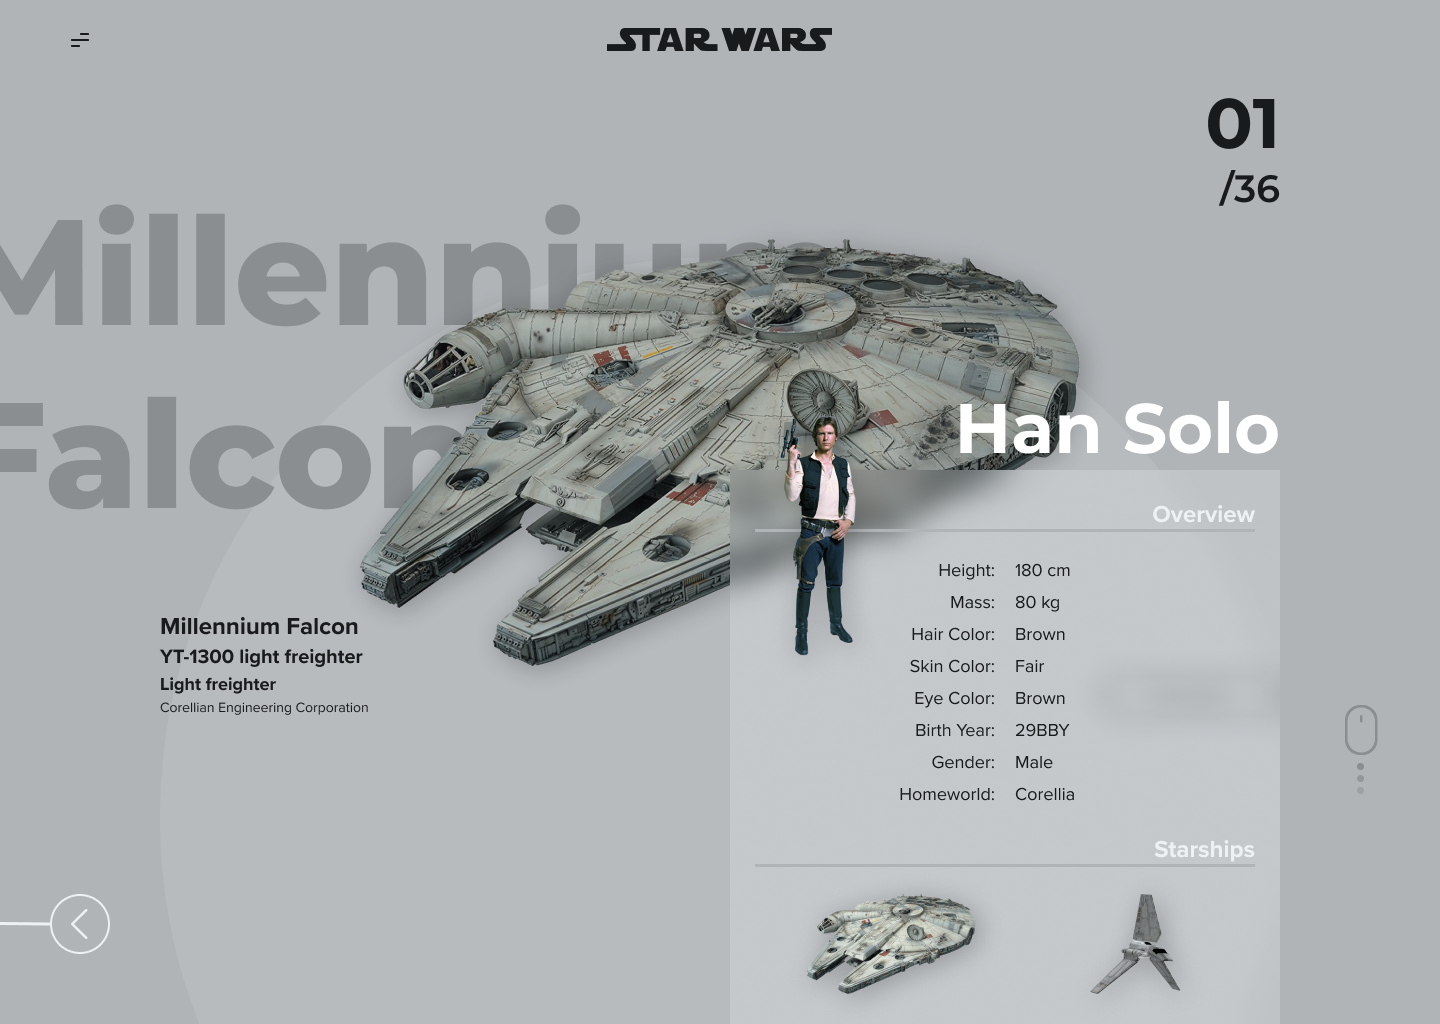 STAR WARS
01
/36
Millennium
Falcon
Han Solo
Overview
Height: 180 cm
Mass: 80 kg
Hair Color: Brown
Skin Color: Fair
Eye Color: Brown
Birth Year: 29BBY
Gender: Male
Homeworld: Corellia
Millennium Falcon
YT-1300 light freighter
Light freighter
Corellian Engineering Corporation
Starships